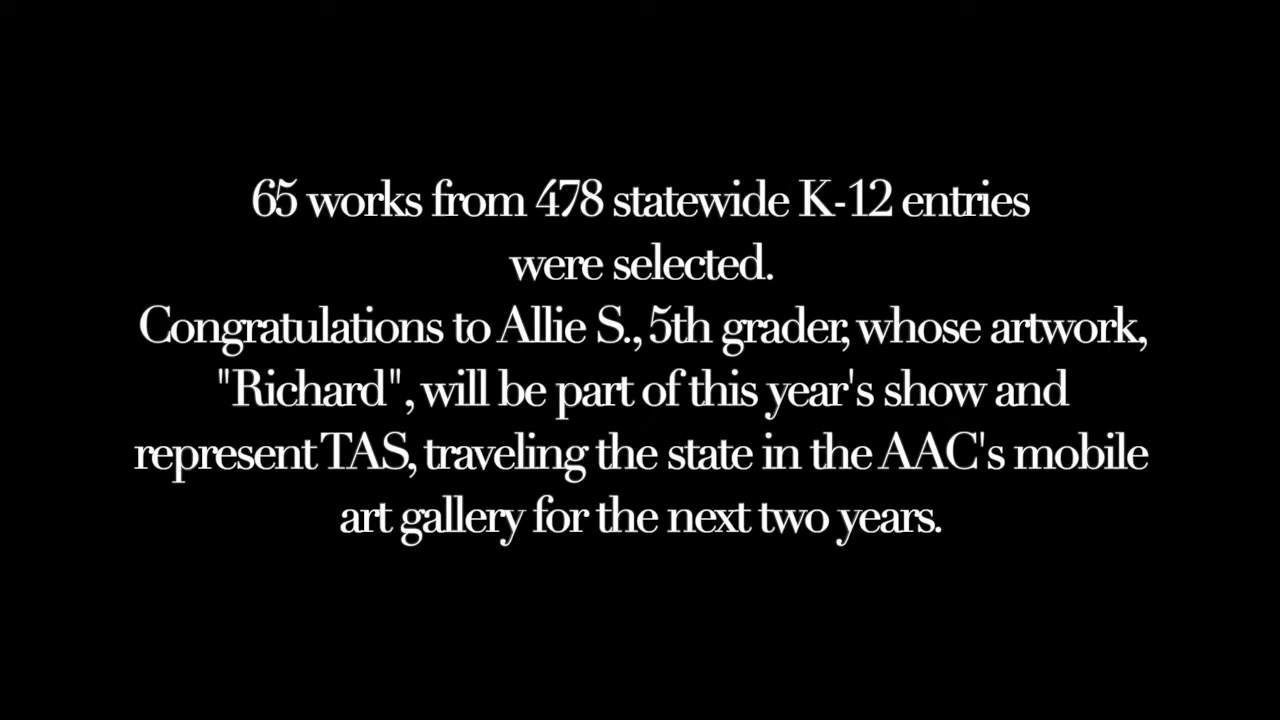 65 works from 478 statewide K-12 entries
were selected.
Congratulations to Allie S., 5th grader, whose artwork,
"Richard", will be part of this year's show and
represent TAS, traveling the state in the AAC's mobile
art gallery for the next two years.